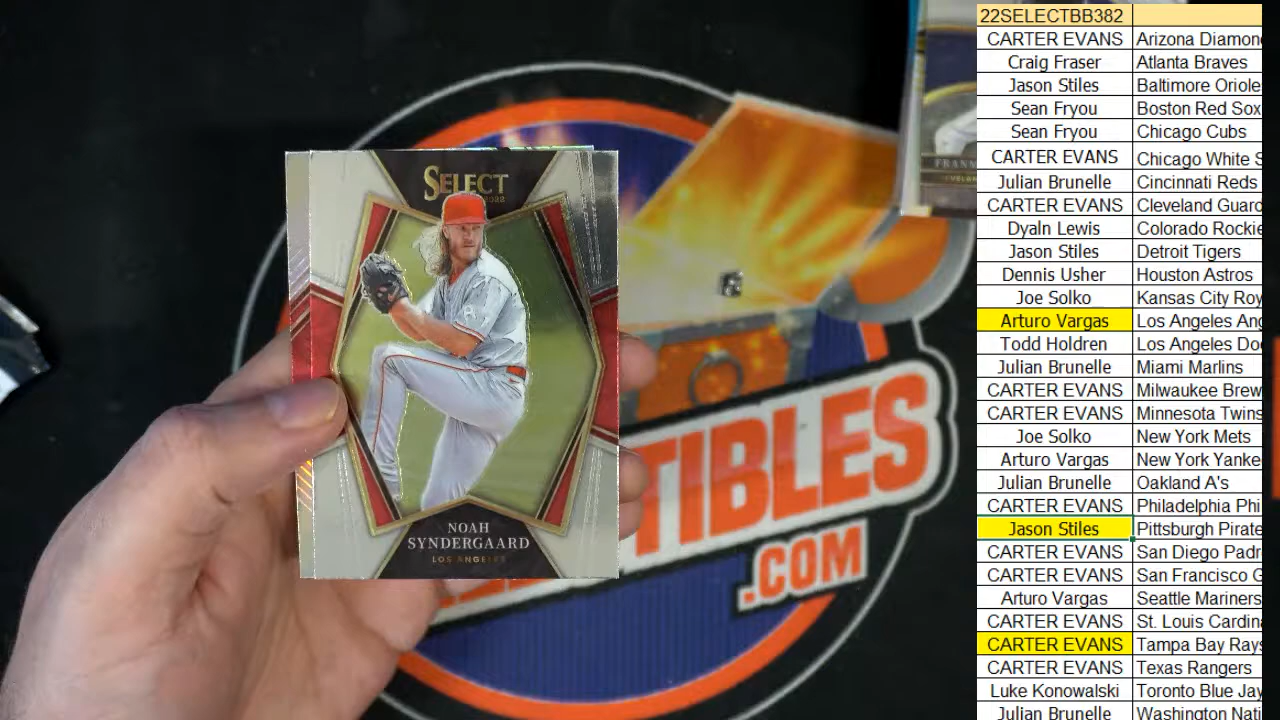 SELECT
2022
NOAH
SYNDERGAARD
LOS ANGELES
TIBLES
.COM
FRANM
22SELECTBB382
CARTER EVANS Arizona Diamon
Craig Fraser Atlanta Braves
Jason Stiles Baltimore Oriole
Sean Fryou Boston Red Sox
Sean Fryou Chicago Cubs
CARTER EVANS Chicago White S
Julian Brunelle Cincinnati Reds
CARTER EVANS Cleveland Guard
Dyaln Lewis Colorado Rockie
Jason Stiles Detroit Tigers
Dennis Usher Houston Astros
Joe Solko Kansas City Roy
Arturo Vargas Los Angeles Ang
Todd Holdren Los Angeles Do
Julian Brunelle Miami Marlins
CARTER EVANS Milwaukee Brew
CARTER EVANS Minnesota Twins
Joe Solko New York Mets
Arturo Vargas New York Yanke
Julian Brunelle Oakland A's
CARTER EVANS Philadelphia Phi
Jason Stiles Pittsburgh Pirate
CARTER EVANS San Diego Padr
CARTER EVANS San Francisco G
Arturo Vargas Seattle Mariners
CARTER EVANS St. Louis Cardin
CARTER EVANS Tampa Bay Rays
CARTER EVANS Texas Rangers
Luke Konowalski Toronto Blue Jay
Julian Brunelle Washington Nati